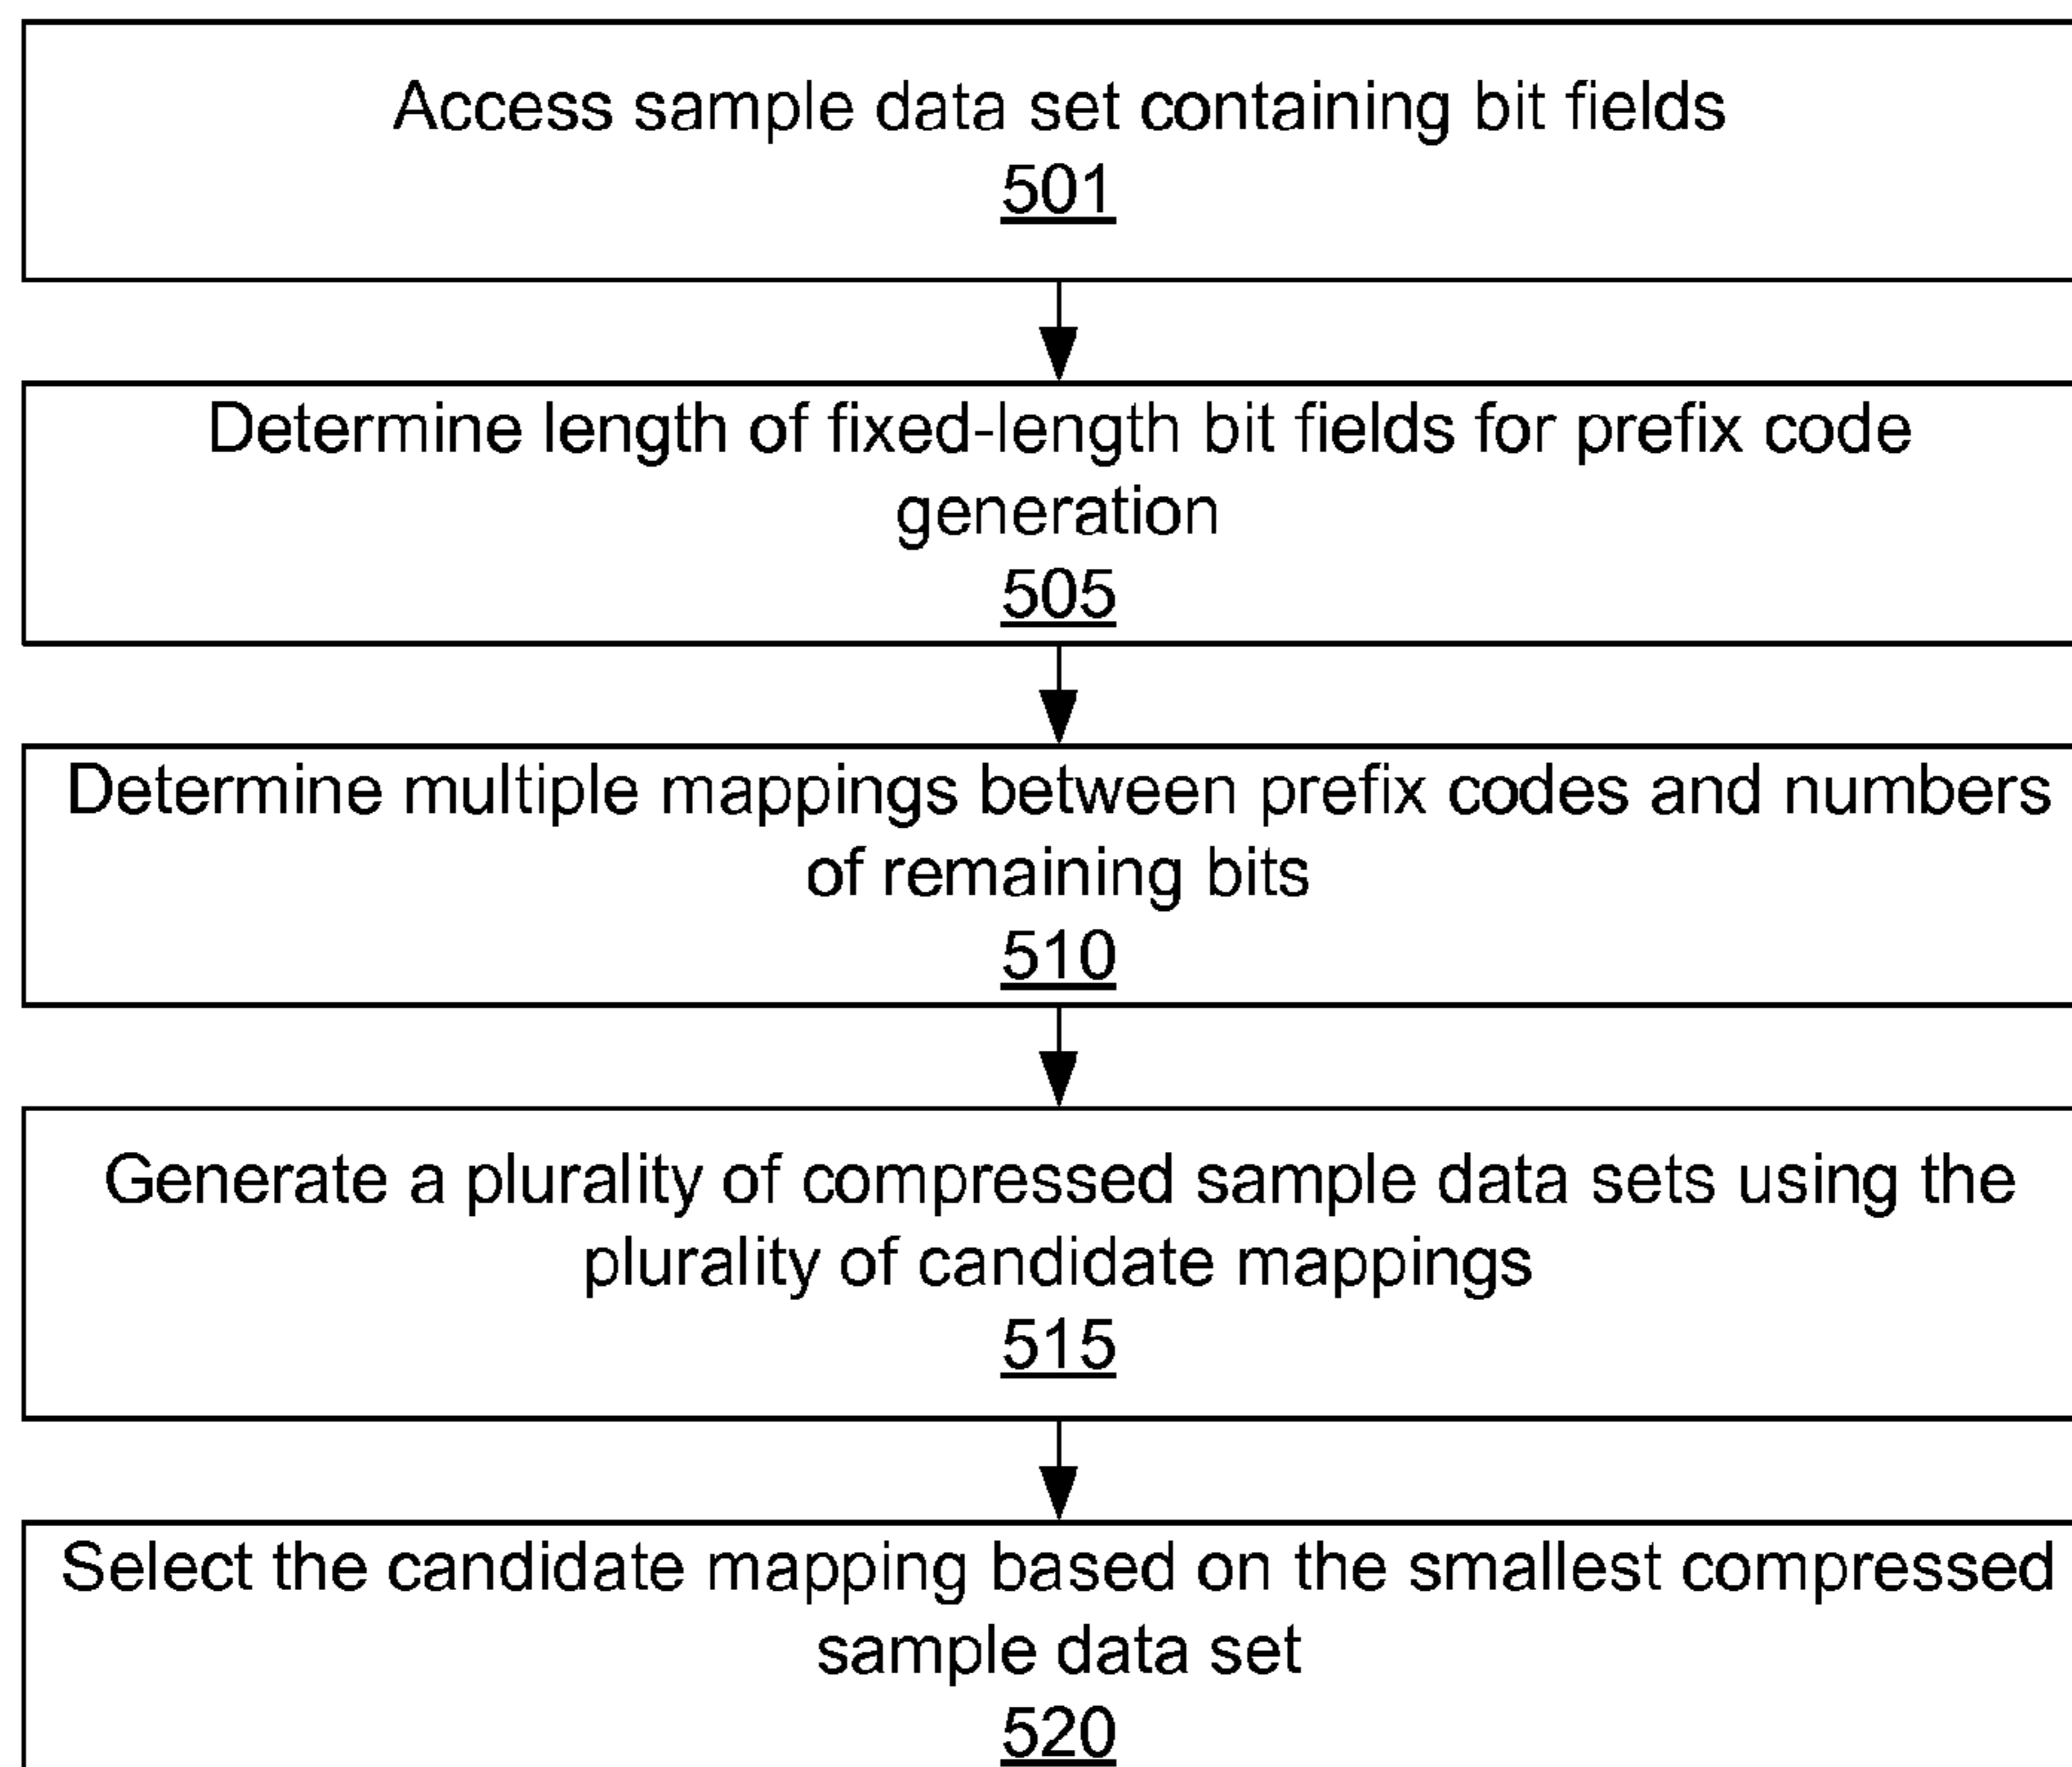 Access sample data set containing bit fields
501
Determine length of fixed-length bit fields for prefix code
generation
505
Determine multiple mappings between prefix codes and numbers
of remaining bits
510
Generate a plurality of compressed sample data sets using the
plurality of candidate mappings
515
Select the candidate mapping based on the smallest compressed
sample data set
520